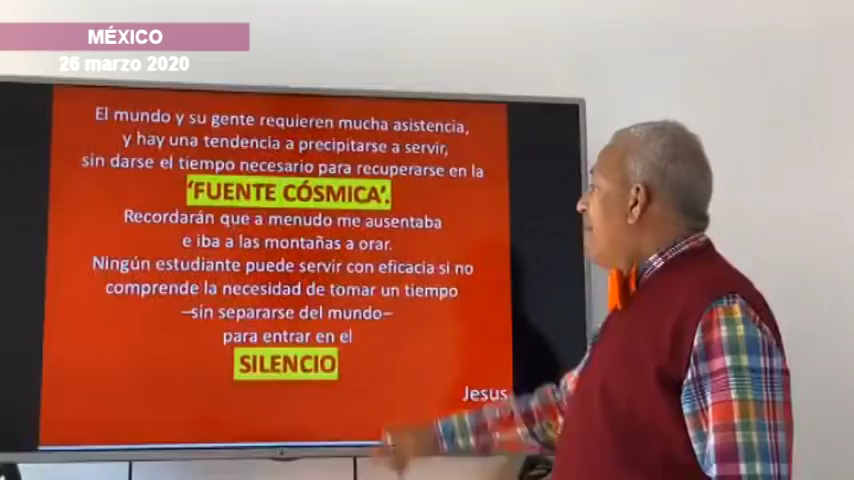 MÉXICO
26 marzo 2020
El mundo y su gente requieren mucha asistencia,
y hay una tendencia a precipitarse a servir,
sin darse el tiempo necesario para recuperarse en la
‘FUENTE CÓSMICA’.
Recordarán que a menudo me ausentaba
e iba a las montañas a orar.
Ningún estudiante puede servir con eficacia si no
comprende la necesidad de tomar un tiempo
–sin separarse del mundo–
para entrar en el
SILENCIO
Jesus